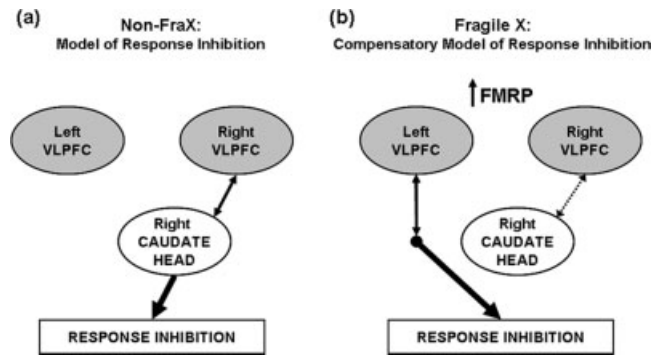 (a)
Non-FraX:
Model of Response Inhibition
Left
VLPFC
Right
VLPFC
Right
CAUDATE
HEAD
RESPONSE INHIBITION
(b)
Fragile X:
Compensatory Model of Response Inhibition
FMRP
Left
VLPFC
Right
VLPFC
Right
CAUDATE
HEAD
RESPONSE INHIBITION